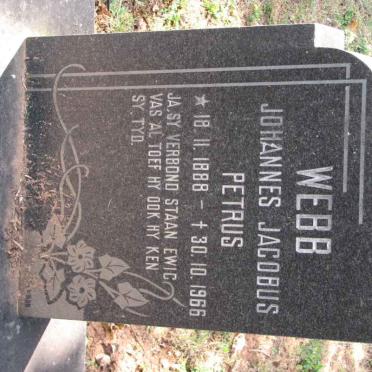 WEBB
JOHANNES JACOBUS
PETRUS
★ 18.11.1888 – † 30.10.1966
JA, SY VERBOND STAAN EWIG
VAS AL TOEF HY OOK HY KEN
SY TYD.